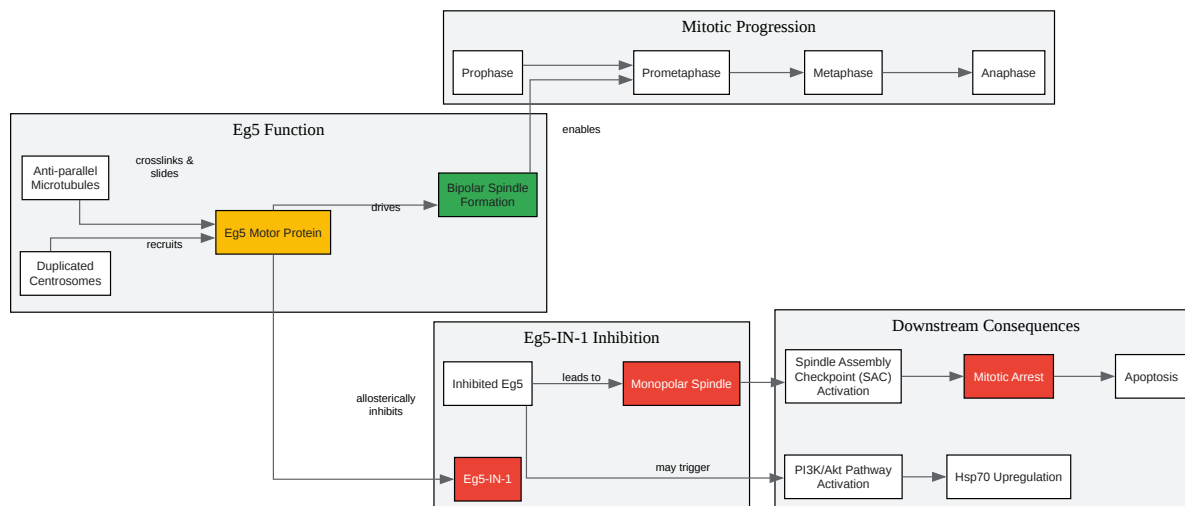 Mitotic Progression
Prophase
Prometaphase
Metaphase
Anaphase
enables
Eg5 Function
Anti-parallel
Microtubules
crosslinks &
slides
Eg5 Motor Protein
drives
Bipolar Spindle
Formation
recruits
Duplicated
Centrosomes
allosterically
inhibits
Eg5-IN-1 Inhibition
Inhibited Eg5
leads to
Monopolar Spindle
Eg5-IN-1
may trigger
Downstream Consequences
Spindle Assembly
Checkpoint (SAC)
Activation
Mitotic Arrest
Apoptosis
PI3K/Akt Pathway
Activation
Hsp70 Upregulation